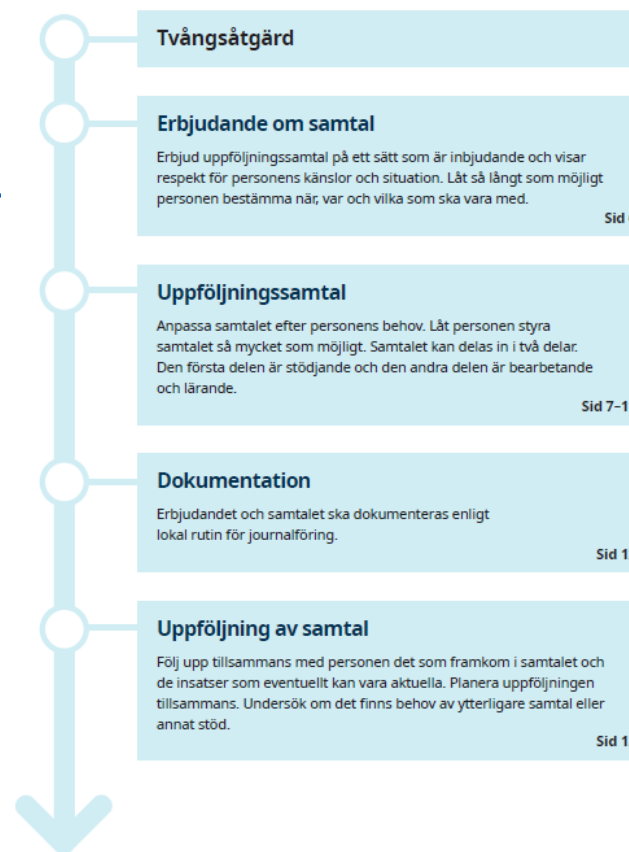 Tvångsåtgärd
Erbjudande om samtal
Erbjud uppföljningssamtal på ett sätt som är inbjudande och visar
respekt för personens känslor och situation. Låt så långt som möjligt
personen bestämma när, var och vilka som ska vara med.
Sid
Uppföljningssamtal
Anpassa samtalet efter personens behov. Låt personen styra
samtalet så mycket som möjligt. Samtalet kan delas in i två delar.
Den första delen är stödjande och den andra delen är bearbetande
och lärande.
Sid 7–1
Dokumentation
Erbjudandet och samtalet ska dokumenteras enligt
lokal rutin för journalföring.
Sid 1
Uppföljning av samtal
Följ upp tillsammans med personen det som framkom i samtalet och
de insatser som eventuellt kan vara aktuella. Planera uppföljningen
tillsammans. Undersök om det finns behov av ytterligare samtal eller
annat stöd.
Sid 1